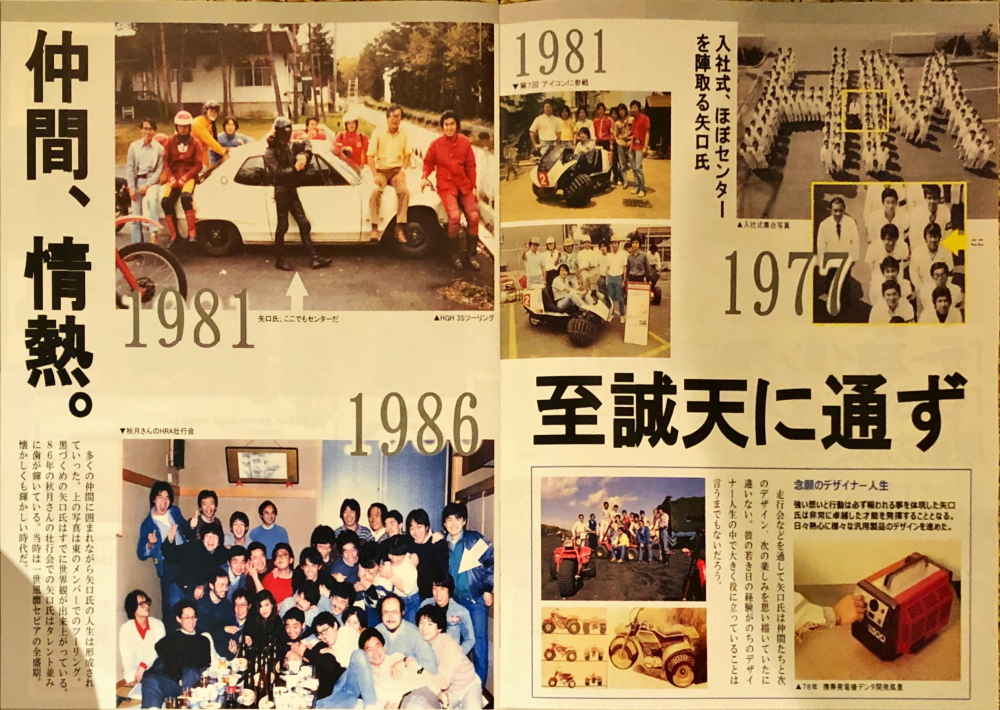 仲間、情熱。
1981
矢口氏、ここでもセンターだ
▲HGH 3Sツーリング
1986
▼秋月さんのHRA壮行会
多くの仲間に囲まれながら矢口氏の人生は形成され
ていった。上の写真は東のメンバーでのツーリング。
黒づくめの矢口氏はすでに世界観が出来上がっている。
86年の秋月さんの壮行会での矢口氏はタレント並み
に歯が輝いている。当時は一世風靡セピアの全盛期。
懐かしくも輝かしい時代だ。
1981
▼第7回 アイコンに参戦
入社式、ほぼセンター
を陣取る矢口氏
▲入社式集合写真
1977
至誠天に通ず
念願のデザイナー人生
強い想いと行動は必ず報われる事を体現した矢口
氏は非常に卓越したオ能を発揮することとなる。
日々熱心に様々な汎用製品のデザインを進めた。
走行会などを通して矢口氏は仲間たちと次
のデザイン、次の楽しみを思い描いていたに
違いない。彼の若き日の経験がのちのデザイ
ナー人生の中で大きく役に立っていることは
言うまでもないだろう。
▲78年 携帯発電機デンタ開発風景